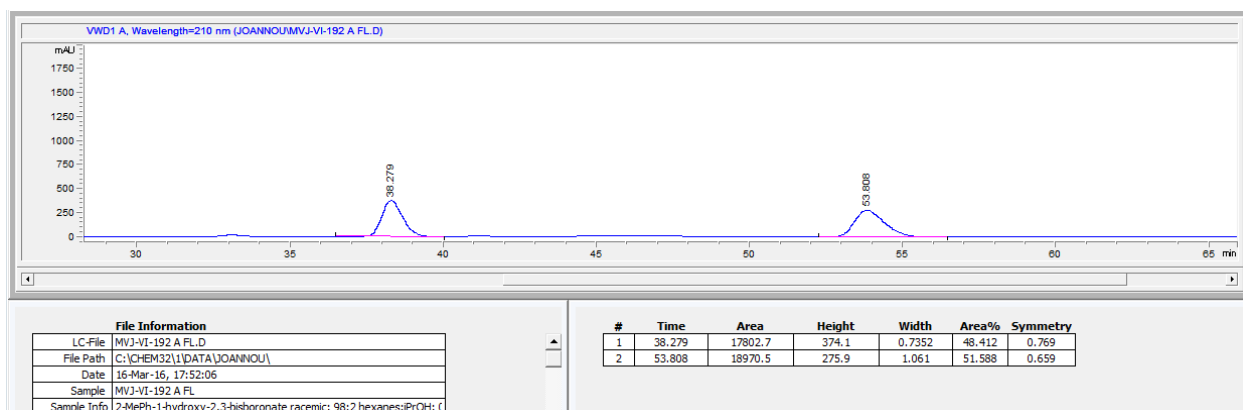 VWD1 A, Wavelength=210 nm (JOANNOU\MVJ-VI-192 A FL.D)
mAU
1750
1500
1250
1000
750
500
250
0
38.279
53.808
30 35 40 45 50 55 60 65 min
File Information
LC-File MVJ-VI-192 A FL.D
File Path C:\CHEM32\1\DATA\JOANNOU\
Date 16-Mar-16, 17:52:06
Sample MVJ-VI-192 A FL
Sample Info 2-MePh-1-hydroxy-2,3-bisboronate racemic; 98:2 hexanes:iPrOH; (
# Time Area Height Width Area% Symmetry
1 38.279 17802.7 374.1 0.7352 48.412 0.769
2 53.808 18970.5 275.9 1.061 51.588 0.659